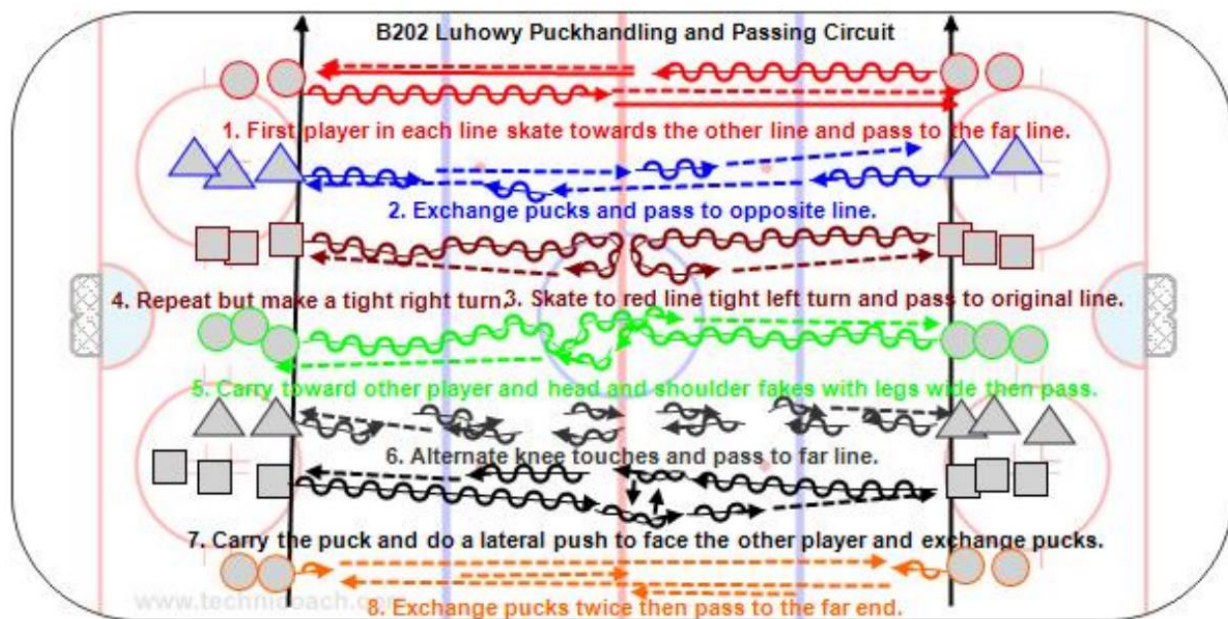 B202 Luhowy Puckhandling and Passing Circuit
1. First player in each line skate towards the other line and pass to the far line.
2. Exchange pucks and pass to opposite line.
4. Repeat but make a tight right turn.
3. Skate to red line tight left turn and pass to original line.
5. Carry toward other player and head and shoulder fakes with legs wide then pass.
6. Alternate knee touches and pass to far line.
7. Carry the puck and do a lateral push to face the other player and exchange pucks.
www.technicoach.com
8. Exchange pucks twice then pass to the far end.